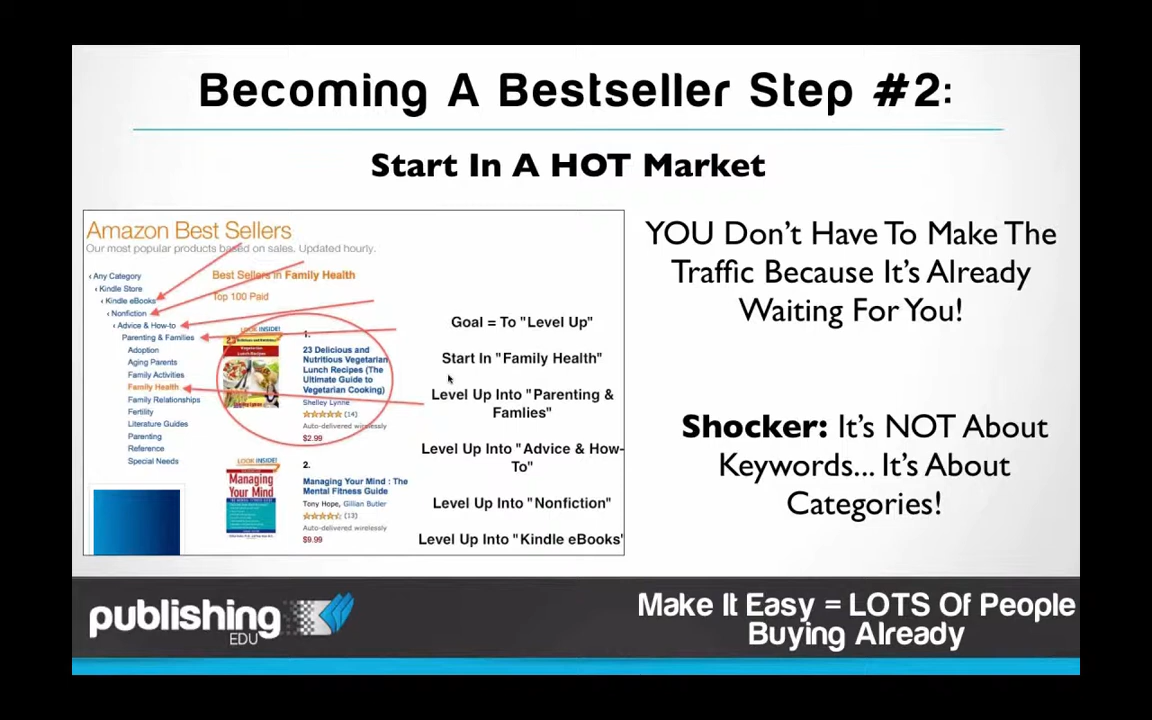 Becoming A Bestseller Step #2:
Start In A HOT Market
Amazon Best Sellers
Our most popular products based on sales. Updated hourly.
‹ Any Category
‹ Kindle Store
‹ Kindle eBooks
‹ Nonfiction
‹ Advice & How-to
Parenting & Families
Adoption
Aging Parents
Family Activities
Family Health
Family Relationships
Fertility
Literature Guides
Parenting
Reference
Special Needs
Best Sellers in Family Health
Top 100 Paid
LOOK INSIDE!
1.
23 Delicious and
Nutritious Vegetarian
Lunch Recipes (The
Ultimate Guide to
Vegetarian Cooking)
Shelley Lynne
(14)
Auto-delivered wirelessly
$2.99
LOOK INSIDE!
Managing
Your Mind
2.
Managing Your Mind : The
Mental Fitness Guide
Tony Hope, Gillian Butler
(13)
Auto-delivered wirelessly
$9.99
Goal = To "Level Up"
Start In "Family Health"
Level Up Into "Parenting &
Famlies"
Level Up Into "Advice & How-
To"
Level Up Into "Nonfiction"
Level Up Into "Kindle eBooks'
YOU Don't Have To Make The
Traffic Because It's Already
Waiting For You!
Shocker: It's NOT About
Keywords... It's About
Categories!
publishing
EDU
Make It Easy = LOTS Of People
Buying Already